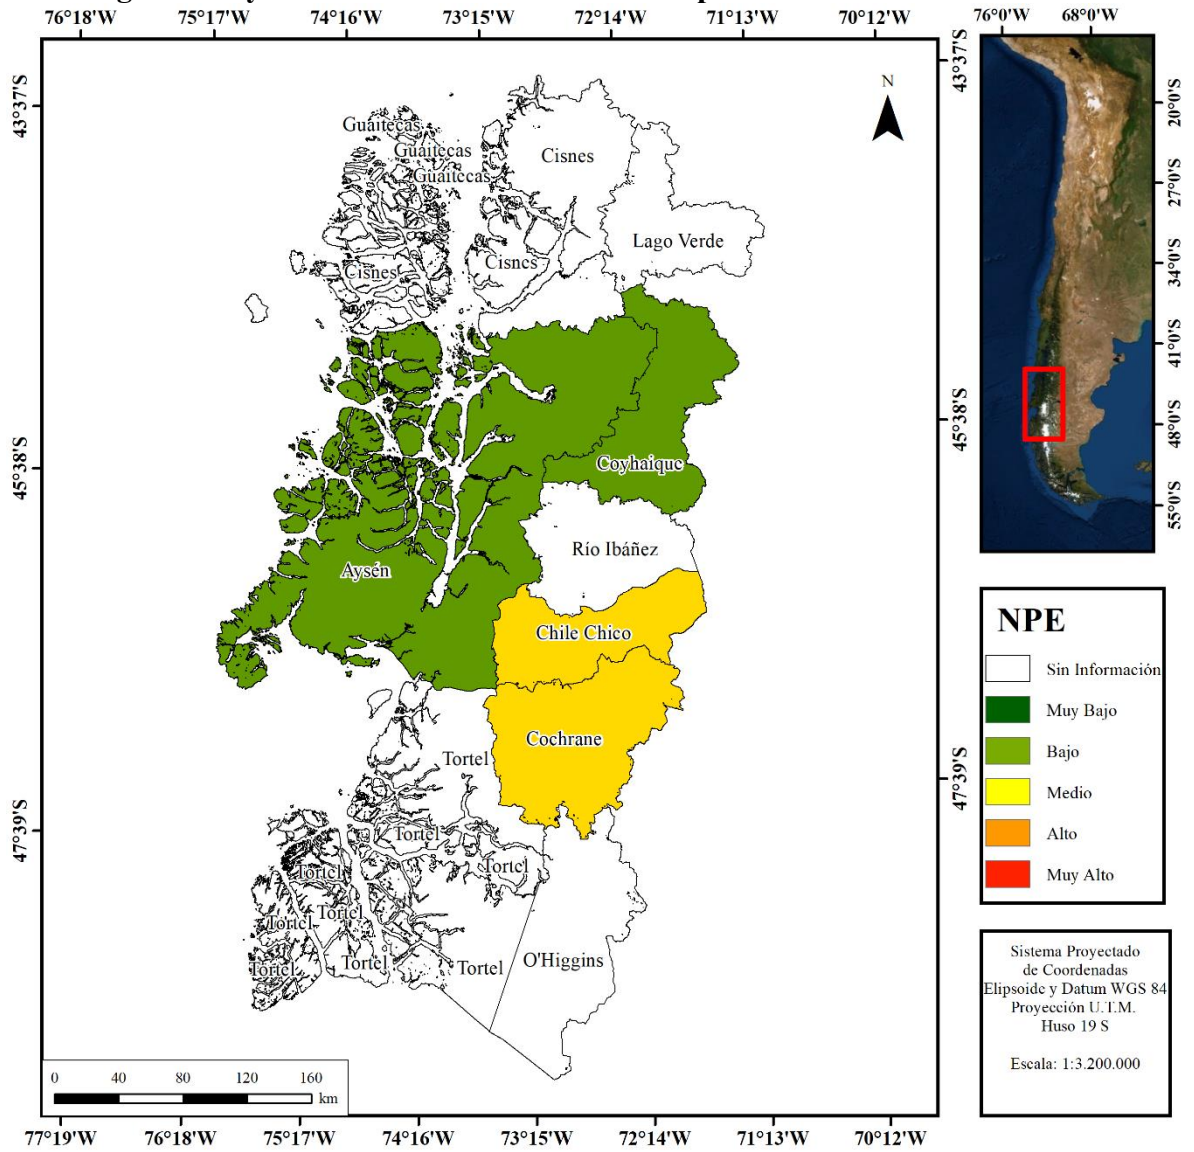 76°18'W 75°17'W 74°16'W 73°15'W 72°14'W 71°13'W 70°12'W
76°0'W 68°0'W
43°37'S
43°37'S
N
Guaitecas
Guaitecas
Guaitecas
Cisnes
Lago Verde
Cisnes
Cisnes
20°0'S
27°0'S
34°0'S
41°0'S
48°0'S
55°0'S
45°38'S
45°38'S
Coyhaique
Río Ibáñez
Aysén
Chile Chico
Cochrane
Tortel
47°39'S
47°39'S
Tortel
Tortel
Tortel
Tortel
Tortel
Tortel
Tortel
Tortel
O'Higgins
NPE
Sin Información
Muy Bajo
Bajo
Medio
Alto
Muy Alto
Sistema Proyectado
de Coordenadas
Elipsoide y Datum WGS 84
Proyección U.T.M.
Huso 19 S
Escala: 1:3.200.000
0 40 80 120 160
km
77°19'W 76°18'W 75°17'W 74°16'W 73°15'W 72°14'W 71°13'W 70°12'W